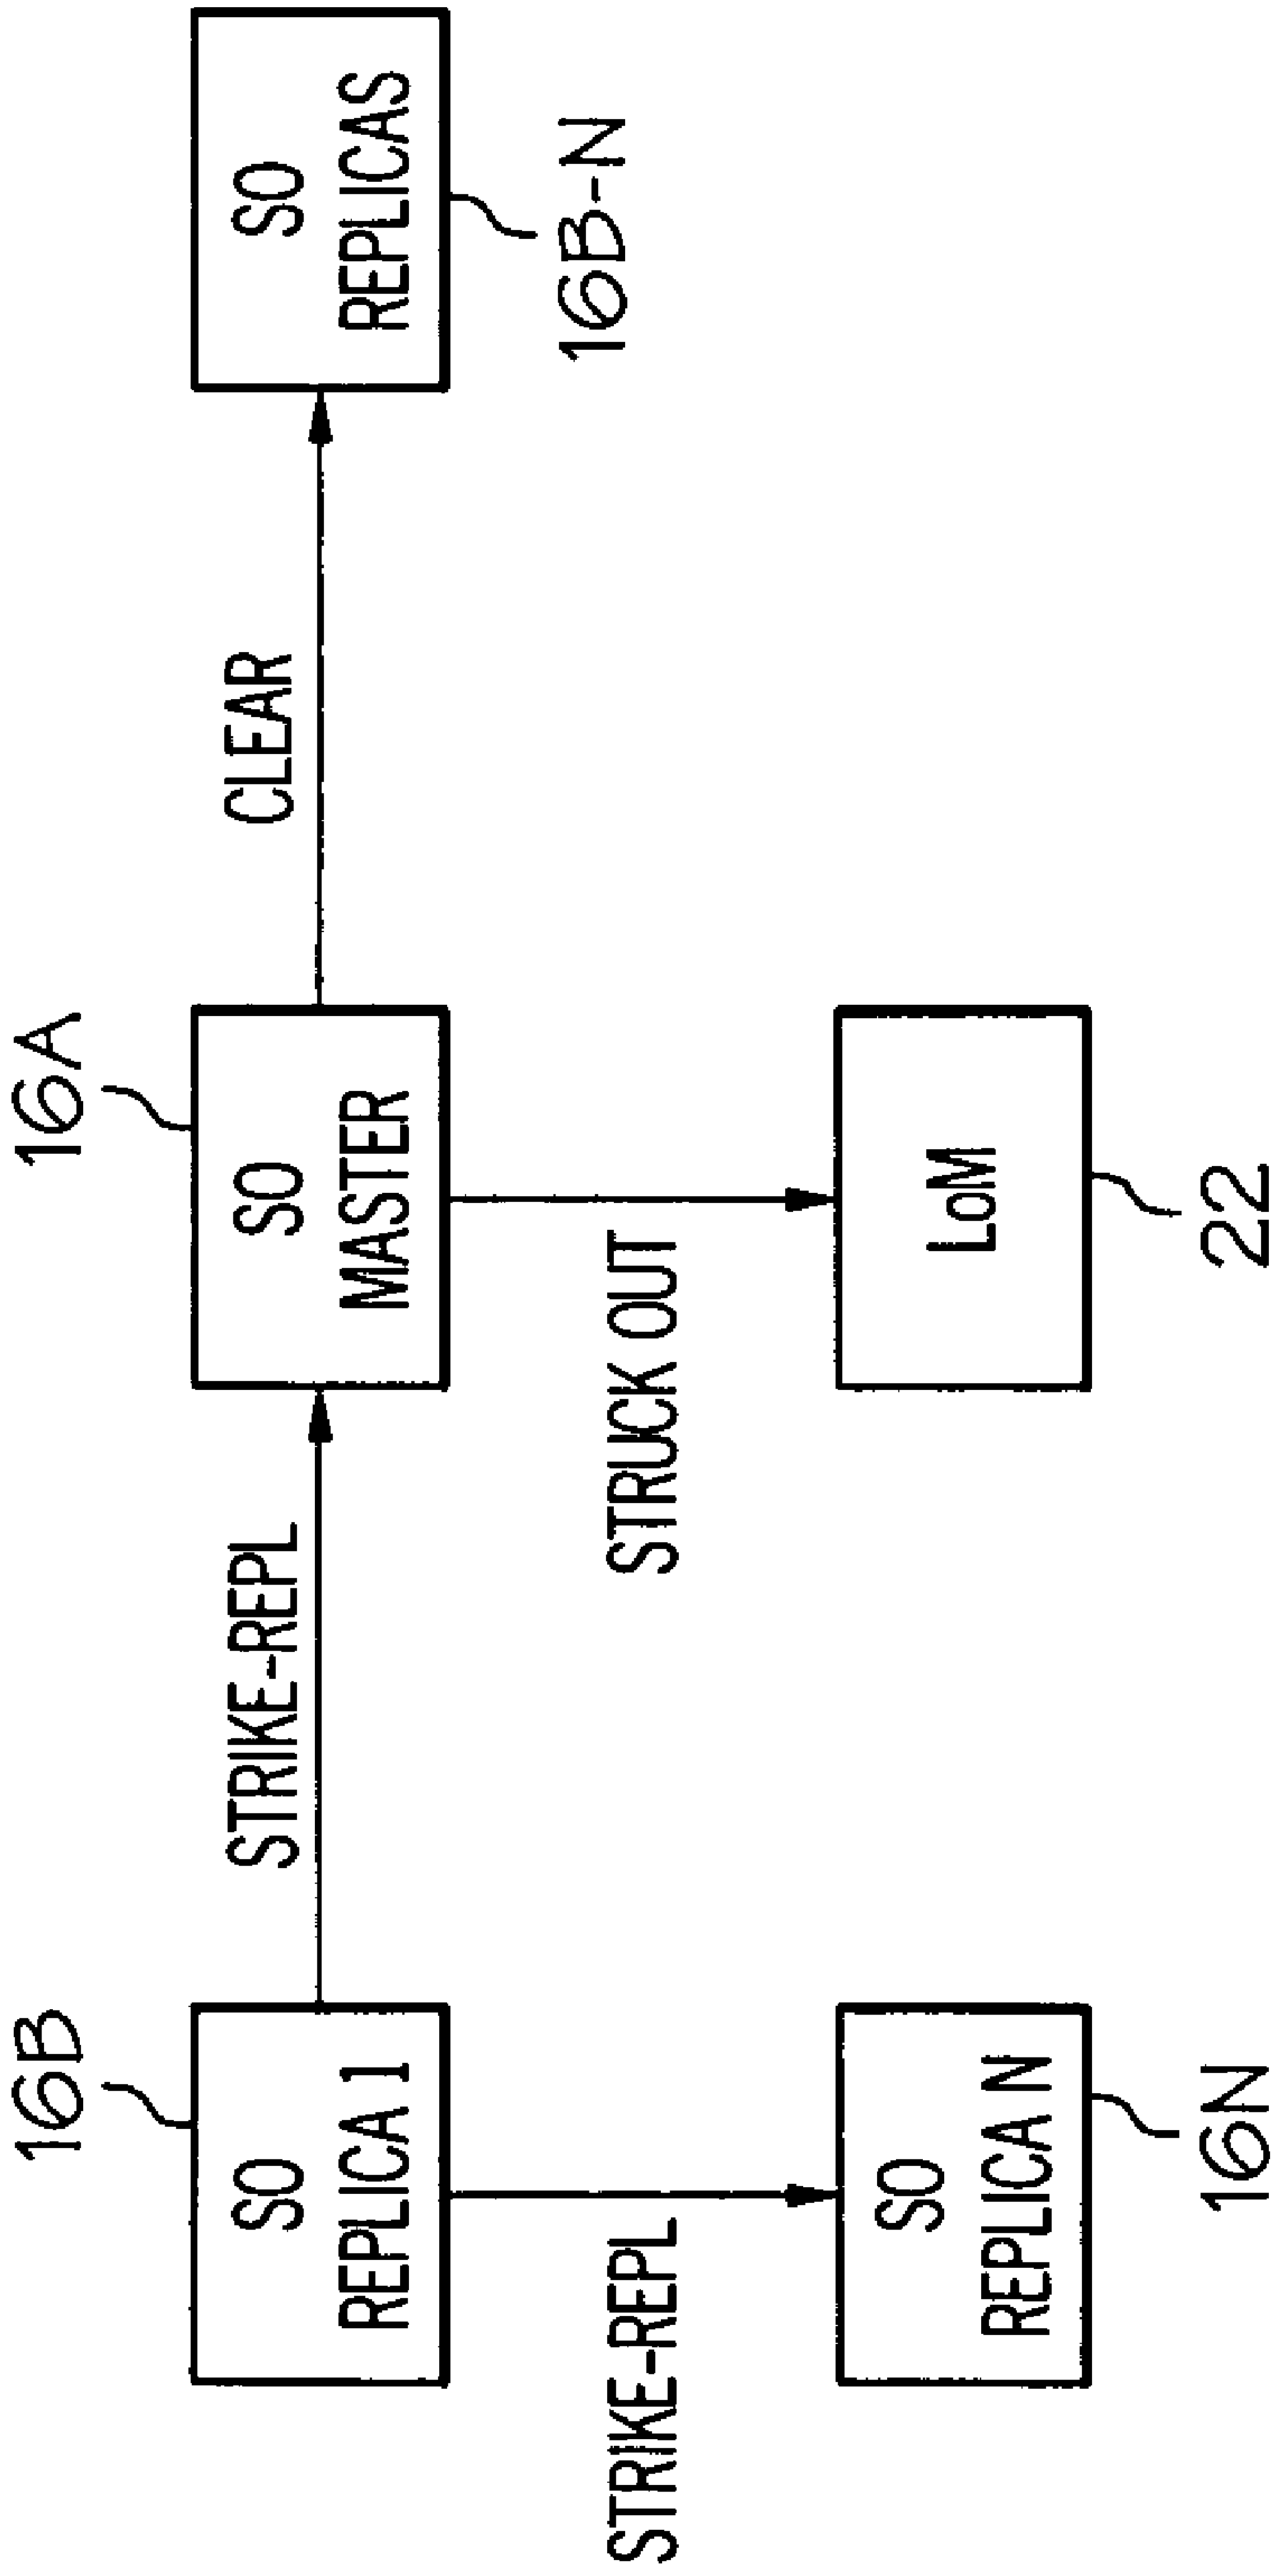 16B
16A
SO
REPLICA 1
STRIKE-REPL
SO
MASTER
CLEAR
SO
REPLICAS
16B-N
STRIKE-REPL
STRUCK OUT
SO
REPLICA N
LoM
16N
22